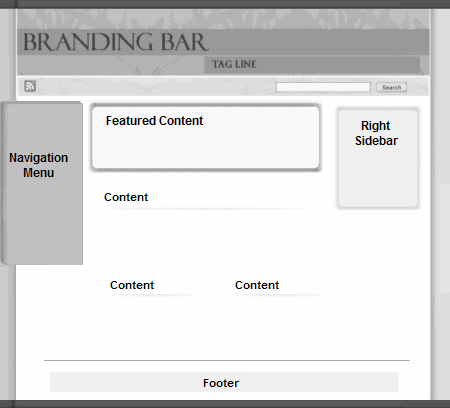 BRANDING BAR
TAG LINE
Search
Featured Content
Right
Sidebar
Navigation
Menu
Content
Content
Content
Footer